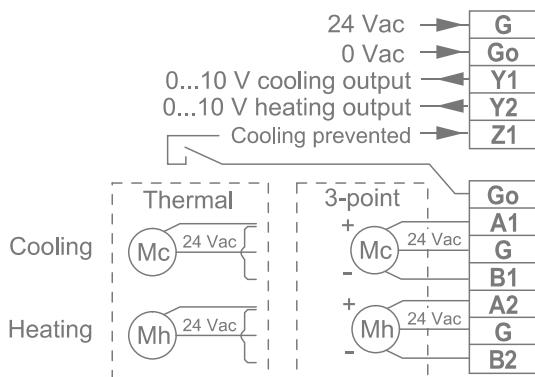 24 Vac G
0 Vac Go
0...10 V cooling output Y1
0...10 V heating output Y2
Cooling prevented Z1
Go
Thermal 3-point A1
Cooling Mc 24 Vac + Mc 24 Vac G
- B1
+ A2
Heating Mh 24 Vac Mh 24 Vac G
- B2